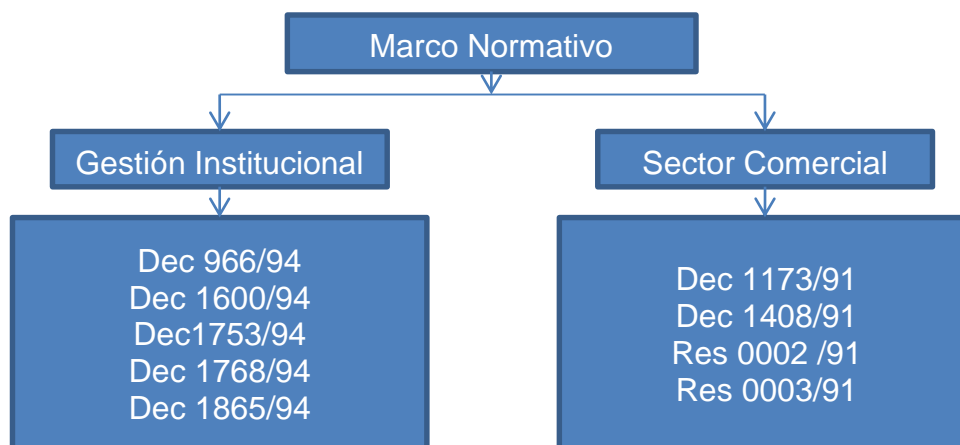 Marco Normativo
Gestión Institucional
Sector Comercial
Dec 966/94
Dec 1600/94
Dec1753/94
Dec 1768/94
Dec 1865/94
Dec 1173/91
Dec 1408/91
Res 0002 /91
Res 0003/91